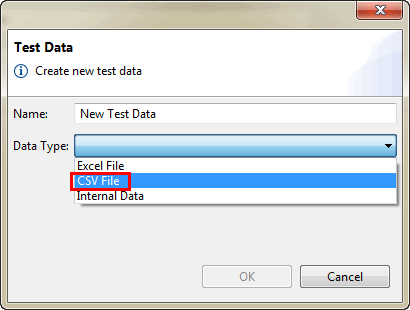 Test Data
Create new test data
Name: New Test Data
Data Type:
Excel File
CSV File
Internal Data
OK Cancel